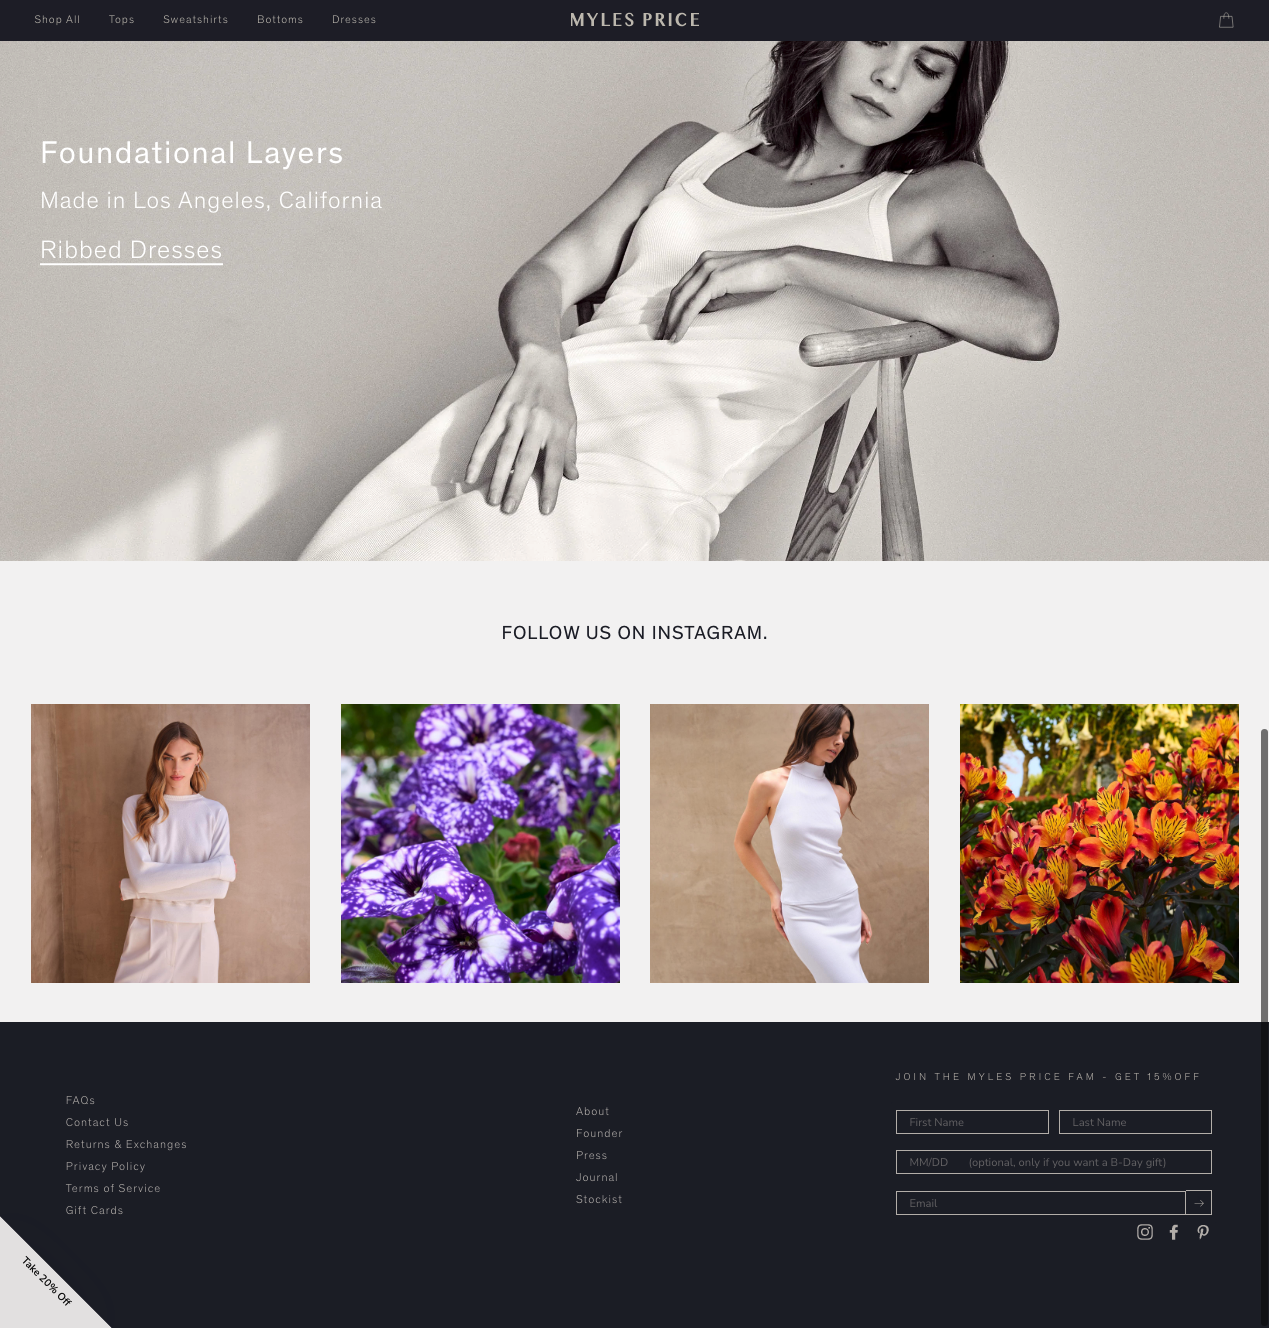 Shop All
Tops
Sweatshirts
Bottoms
Dresses
MYLES PRICE
Foundational Layers
Made in Los Angeles, California
Ribbed Dresses
FOLLOW US ON INSTAGRAM.
FAQs
Contact Us
Returns & Exchanges
Privacy Policy
Terms of Service
Gift Cards
About
Founder
Press
Journal
Stockist
JOIN THE MYLES PRICE FAM - GET 15%OFF
First Name
Last Name
MM/DD (optional, only if you want a B-Day gift)
Email
Take 20% Off